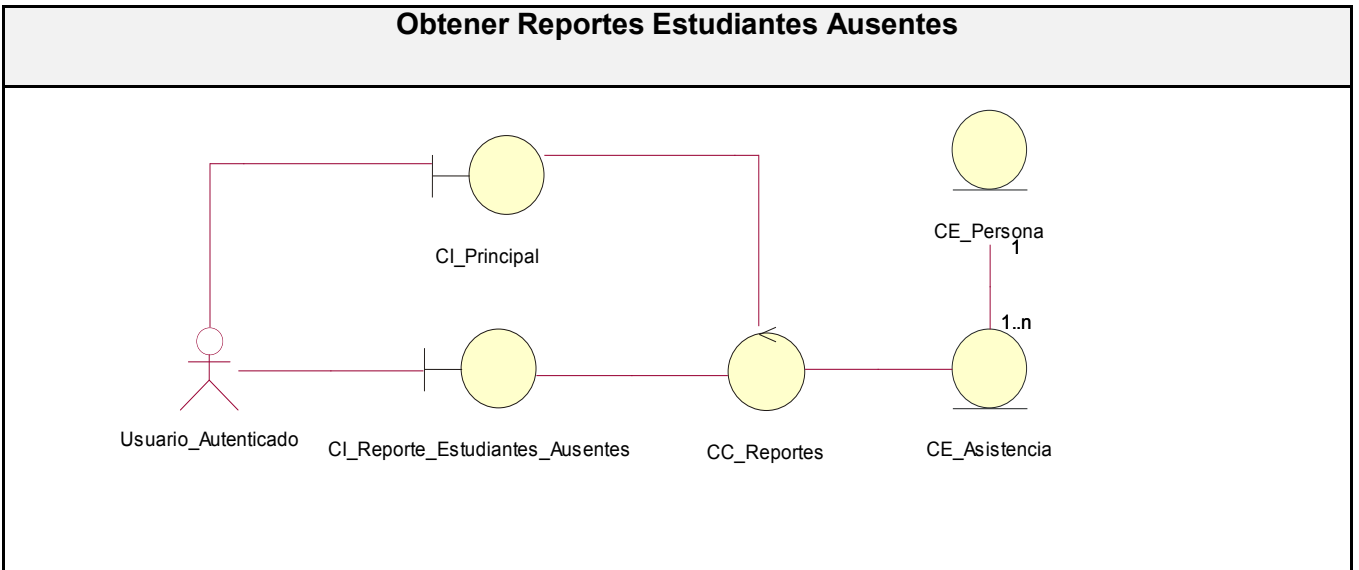 Obtener Reportes Estudiantes Ausentes
CI_Principal
CE_Persona
1
1..n
Usuario_Autenticado
CI_Reporte_Estudiantes_Ausentes
CC_Reportes
CE_Asistencia